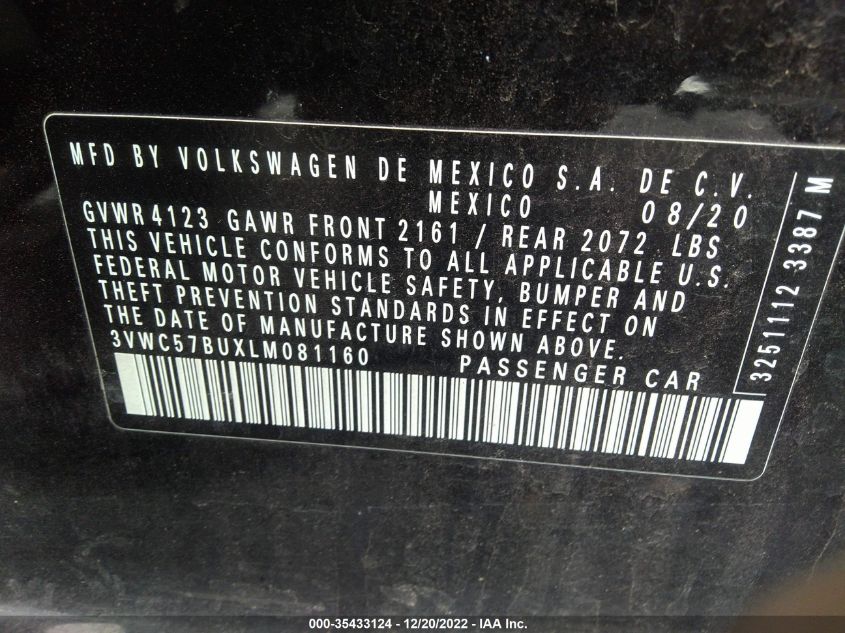 MFD BY VOLKSWAGEN DE MEXICO S.A. DE C.V.
MEXICO 08/20
GVWR 4123 GAWR FRONT 2161 / REAR 2072 LBS
THIS VEHICLE CONFORMS TO ALL APPLICABLE U.S.
FEDERAL MOTOR VEHICLE SAFETY, BUMPER AND
THEFT PREVENTION STANDARDS IN EFFECT ON
THE DATE OF MANUFACTURE SHOWN ABOVE.
3VWC57BUXLM081160 PASSENGER CAR
3251112 3387 M
000-35433124 - 12/20/2022 - IAA Inc.